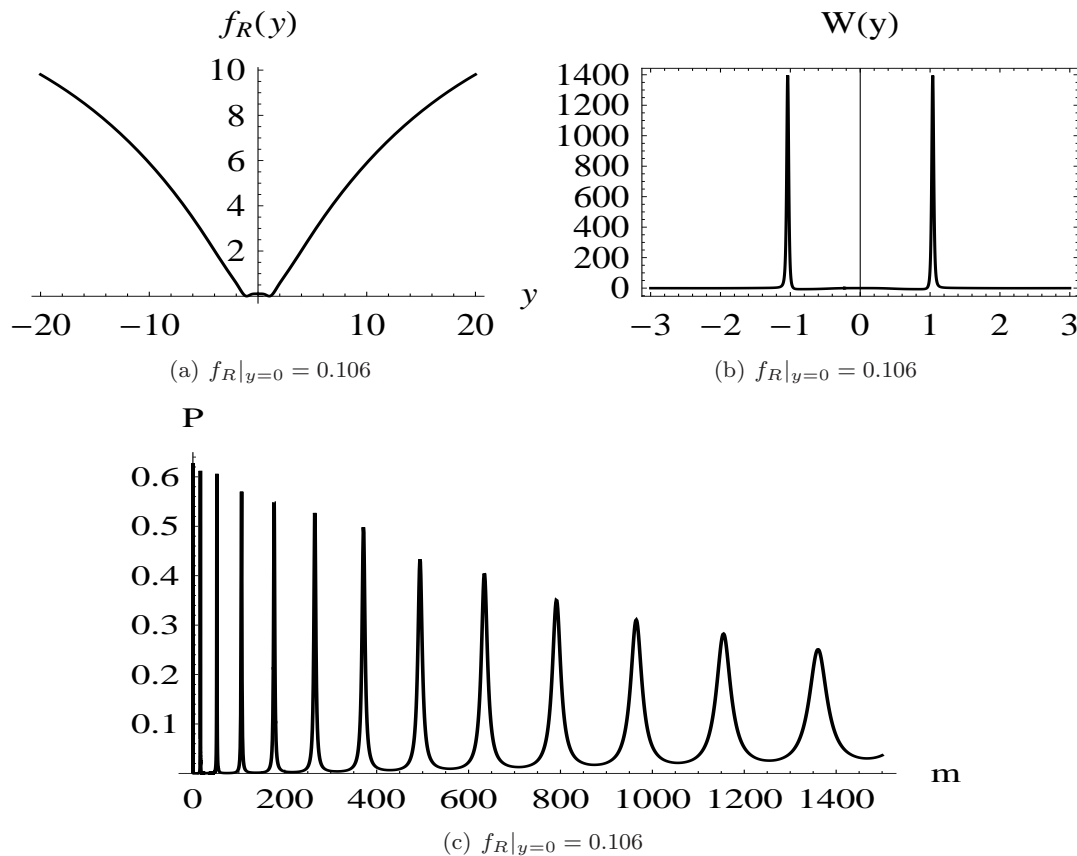 f_R(y)
W(y)
10
8
6
4
2
−20 −10 10 20
y
1400
1200
1000
800
600
400
200
0
−3 −2 −1 0 1 2 3
(a) f_R|_{y=0} = 0.106
(b) f_R|_{y=0} = 0.106
P
0.6
0.5
0.4
0.3
0.2
0.1
0 200 400 600 800 1000 1200 1400
m
(c) f_R|_{y=0} = 0.106